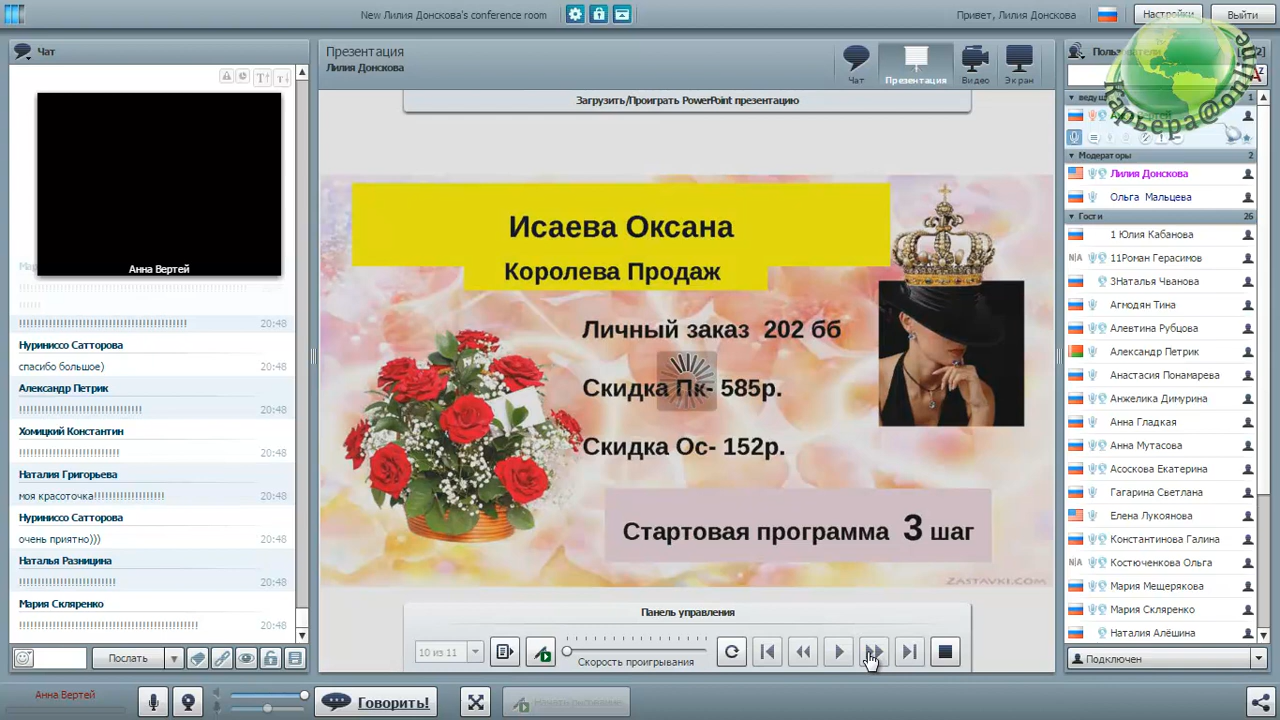 New Лилия Донскова's conference room
Привет, Лилия Донскова
Настройки
Выйти
Чат
Презентация
Лилия Донскова
Чат
Презентация
Видео
Экран
карьера@online
Загрузить/Проиграть PowerPoint презентацию
Анна Вертей
!!!!!!!!!!!!!!!!!!!!!!!!!!!!!!!!!!!!!!!!!!!!! 20:48
Нуриниссо Сатторова
спасибо большое) 20:48
Александр Петрик
!!!!!!!!!!!!!!!!!!!!!!!!!!!!!!!!! 20:48
Хомицкий Константин
!!!!!!!!!!!!!!!!!!!!!!!!!!! 20:48
Наталия Григорьева
моя красоточка!!!!!!!!!!!!!!!!! 20:48
Нуриниссо Сатторова
очень приятно))) 20:48
Наталья Разницина
!!!!!!!!!!!!!!!!!!!!!!!!!! 20:48
Мария Скляренко
!!!!!!!!!!!!!!!!!!!!!!!!!!!!!!!!!!!!!!!!!!!!!!!! 20:48
Послать
Исаева Оксана
Королева Продаж
Личный заказ 202 бб
Скидка Пк- 585р.
Скидка Ос- 152р.
Стартовая программа 3 шаг
ZASTAVKI.COM
Панель управления
10 из 11
Скорость проигрывания
1
Модераторы 2
Лилия Донскова
Ольга Мальцева
Гости 26
1 Юлия Кабанова
N/A 11Роман Герасимов
3Наталья Чванова
Агмодян Тина
Алевтина Рубцова
Александр Петрик
Анастасия Понамарева
Анжелика Димурина
Анна Гладкая
Анна Мутасова
Асоскова Екатерина
Гагарина Светлана
Елена Лукоянова
Константинова Галина
N/A Костюченкова Ольга
Мария Мещерякова
Мария Скляренко
Наталия Алёшина
Подключен
Анна Вертей
Говорить!